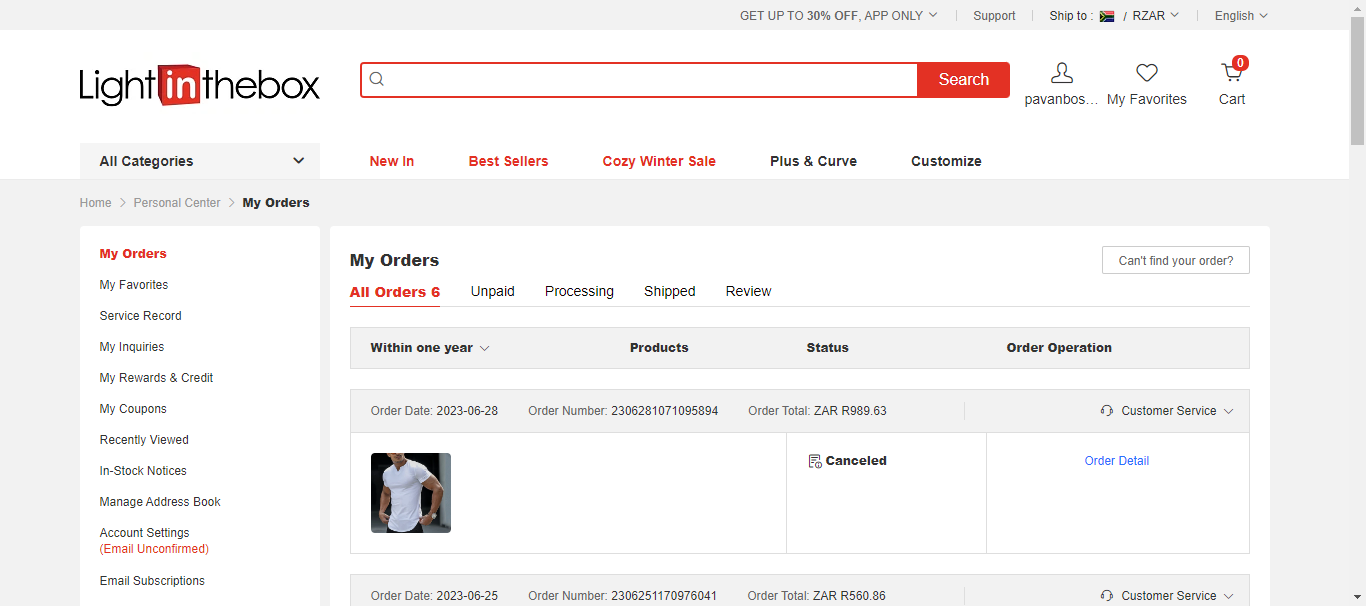 GET UP TO 30% OFF, APP ONLY
Support
Ship to : / RZAR
English
Lightinthebox
Search
pavanbos...
My Favorites
0
Cart
All Categories
New In
Best Sellers
Cozy Winter Sale
Plus & Curve
Customize
Home > Personal Center > My Orders
My Orders
My Favorites
Service Record
My Inquiries
My Rewards & Credit
My Coupons
Recently Viewed
In-Stock Notices
Manage Address Book
Account Settings
(Email Unconfirmed)
Email Subscriptions
My Orders
Can't find your order?
All Orders 6
Unpaid
Processing
Shipped
Review
Within one year
Products
Status
Order Operation
Order Date: 2023-06-28
Order Number: 2306281071095894
Order Total: ZAR R989.63
Customer Service
Canceled
Order Detail
Order Date: 2023-06-25
Order Number: 2306251170976041
Order Total: ZAR R560.86
Customer Service